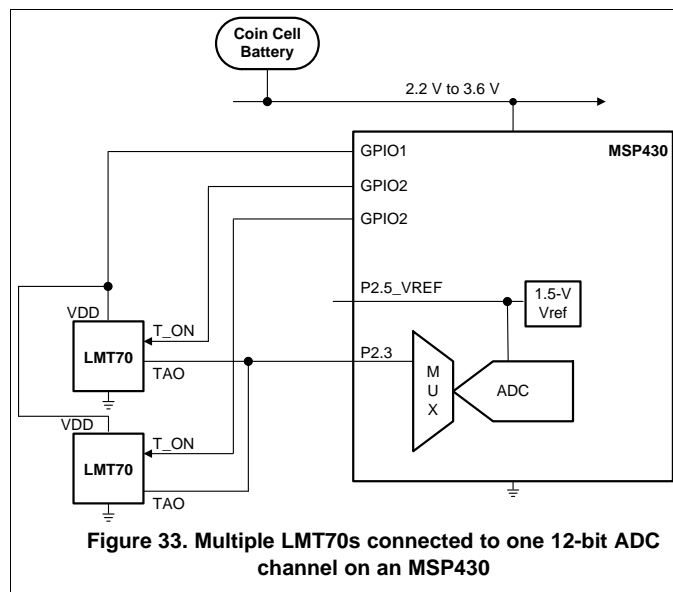 Coin Cell
Battery
2.2 V to 3.6 V
GPIO1
MSP430
GPIO2
GPIO2
P2.5_VREF
1.5-V
Vref
VDD
T_ON
LMT70
TAO
P2.3
M
U
X
ADC
VDD
T_ON
LMT70
TAO
Figure 33. Multiple LMT70s connected to one 12-bit ADC
channel on an MSP430